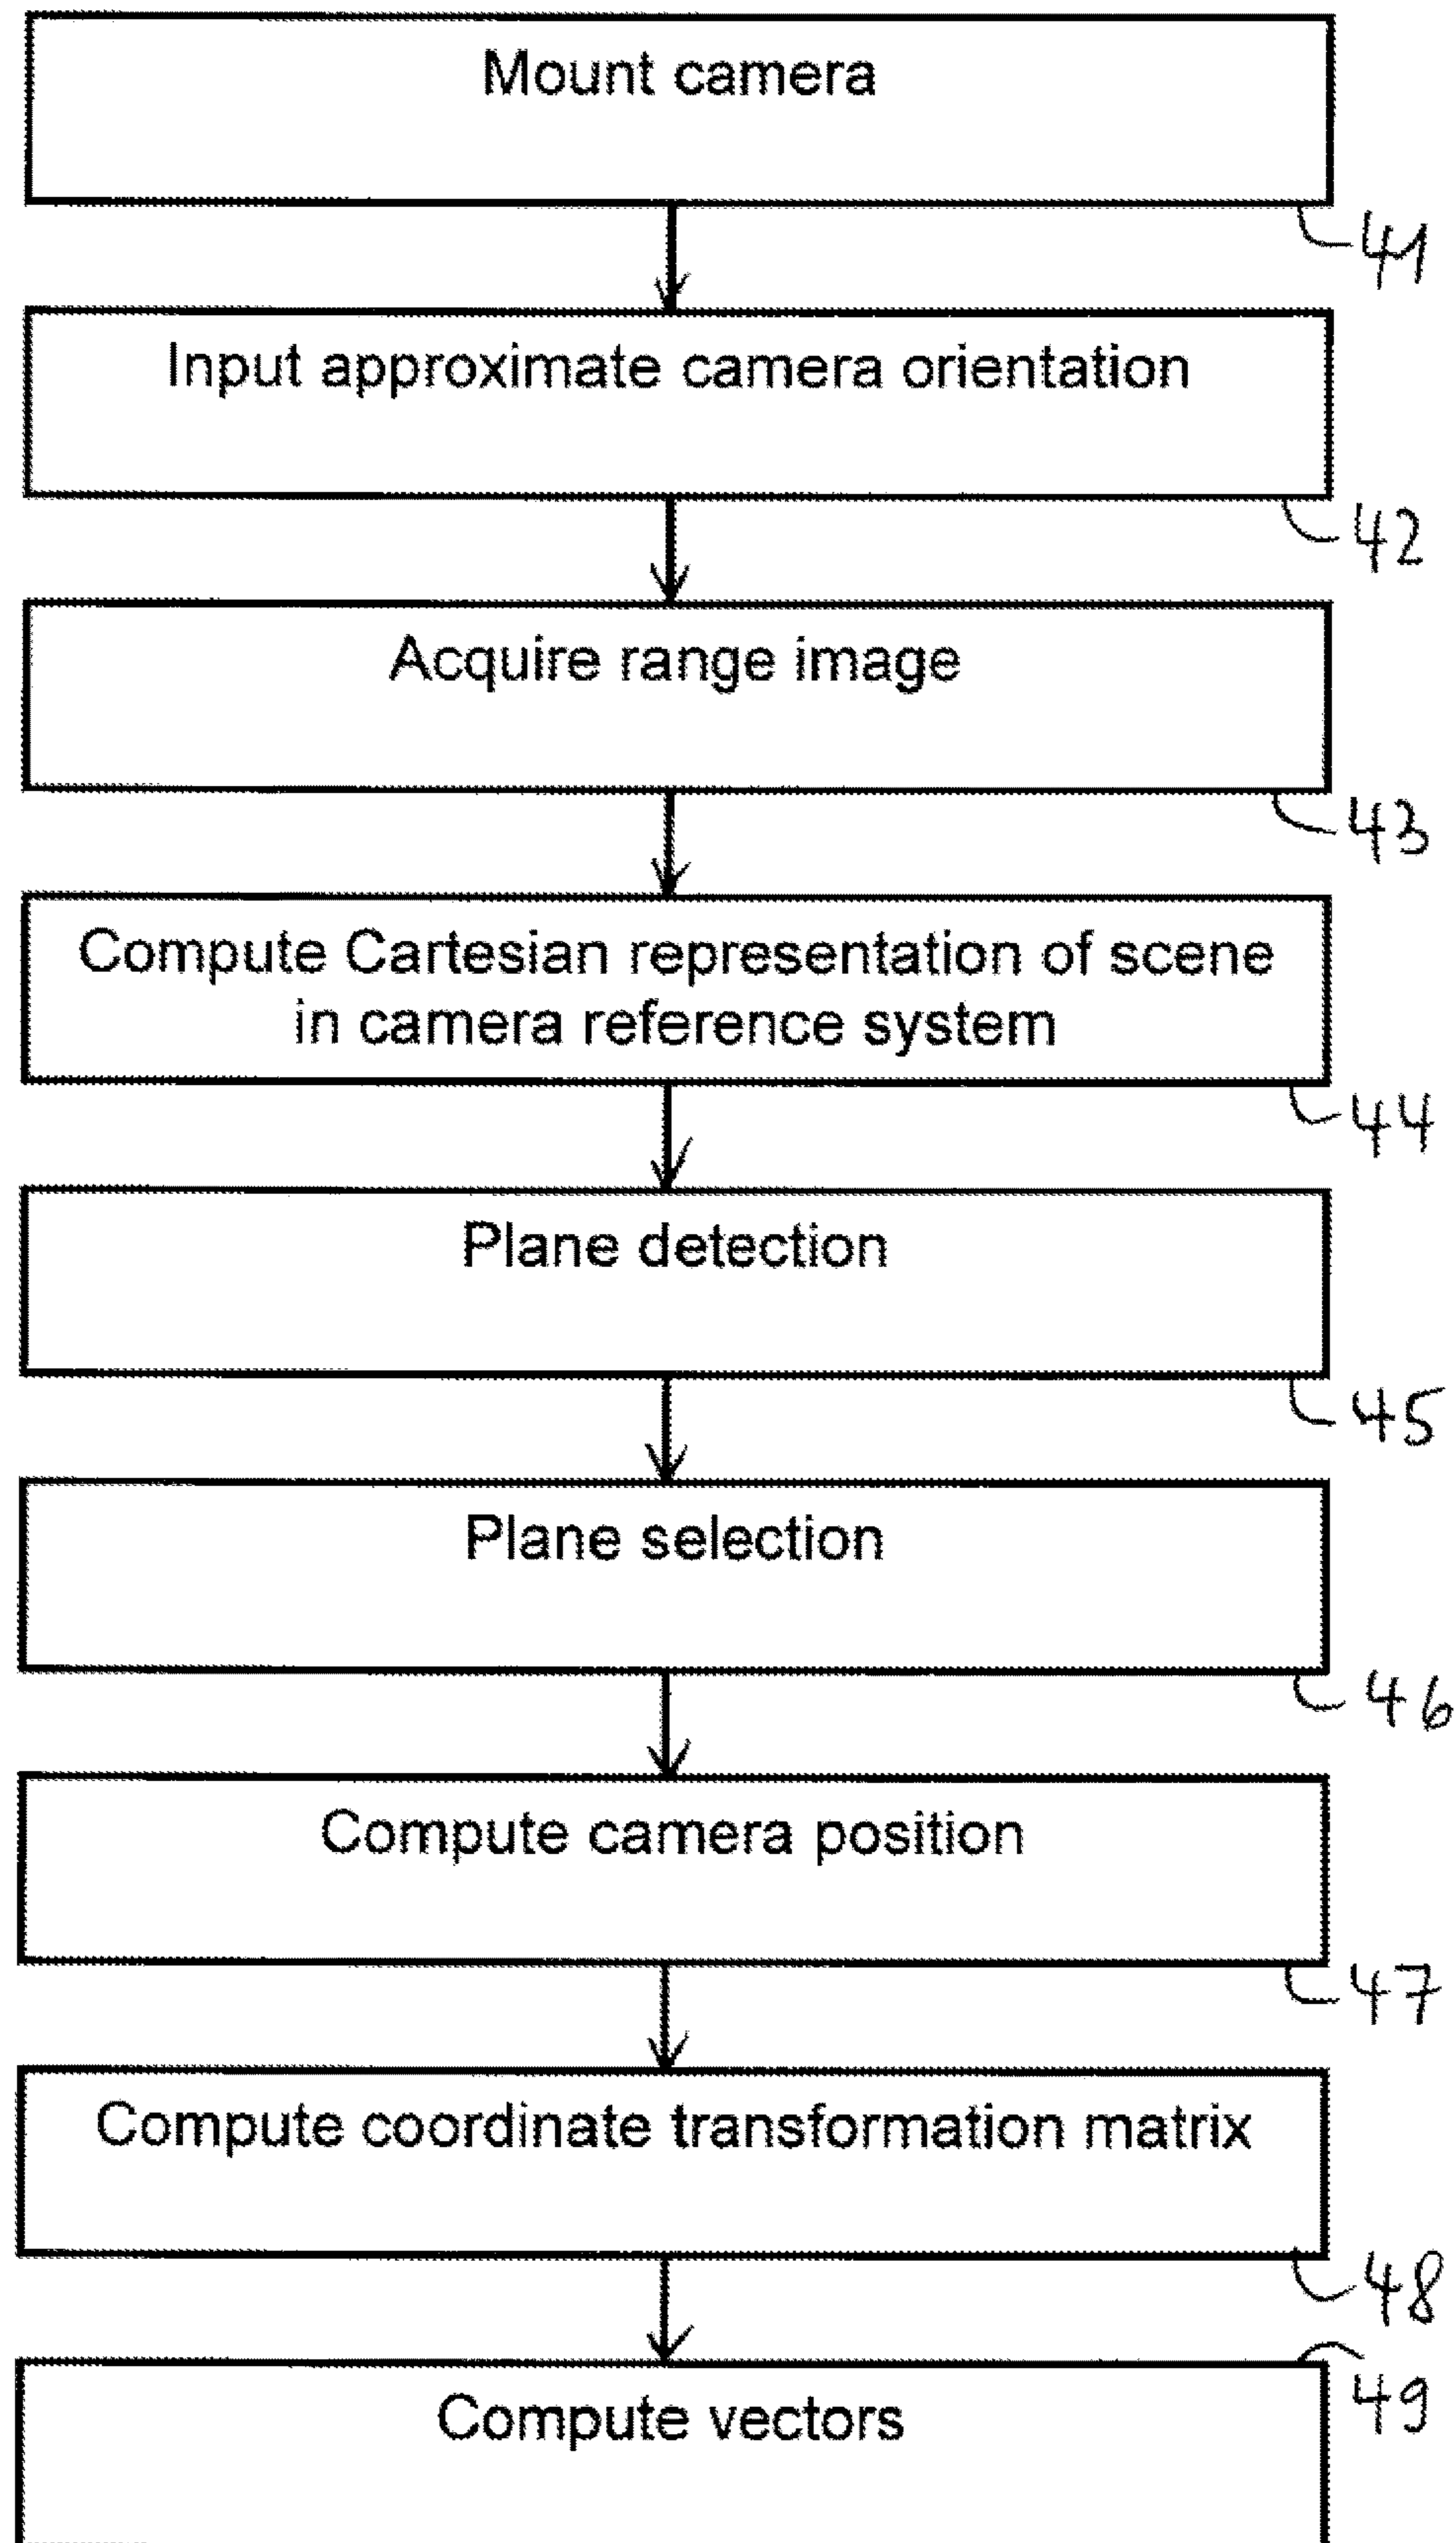 Mount camera
41
Input approximate camera orientation
42
Acquire range image
43
Compute Cartesian representation of scene
in camera reference system
44
Plane detection
45
Plane selection
46
Compute camera position
47
Compute coordinate transformation matrix
48
49
Compute vectors